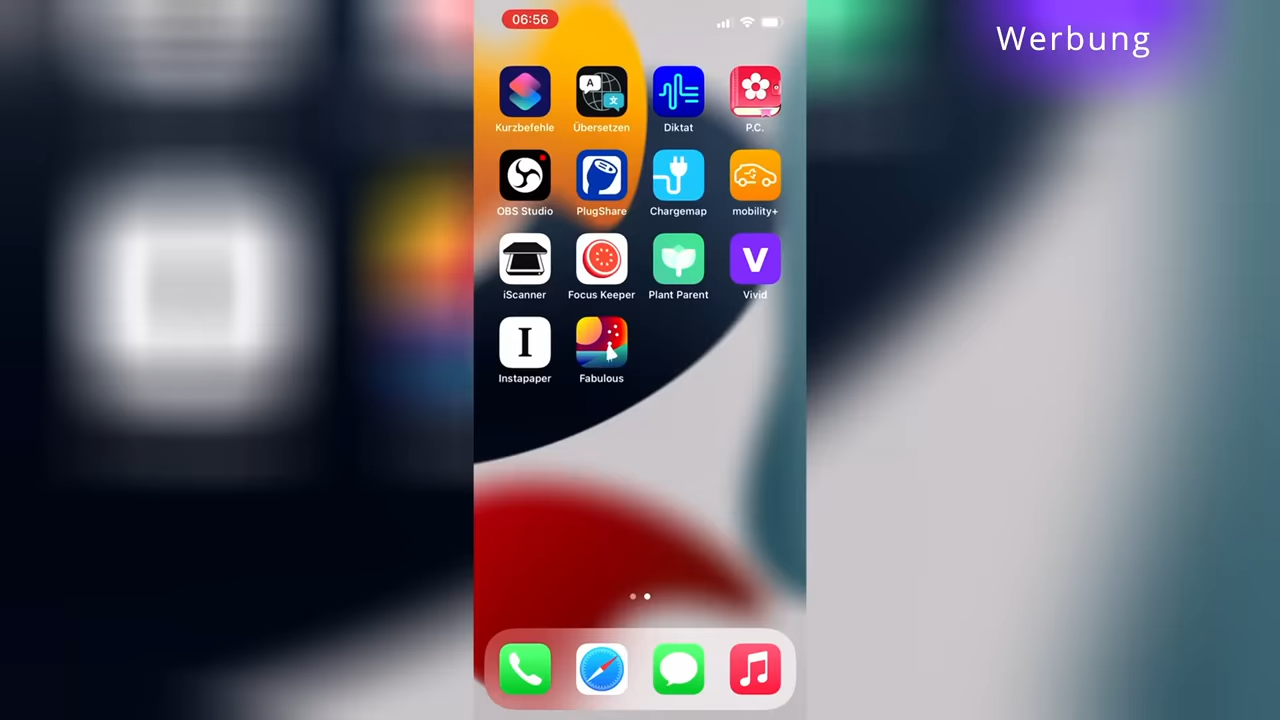 06:56
Werbung
Kurzbefehle
Übersetzen
Diktat
P.C.
OBS Studio
PlugShare
Chargemap
mobility+
iScanner
Focus Keeper
Plant Parent
Vivid
Instapaper
Fabulous